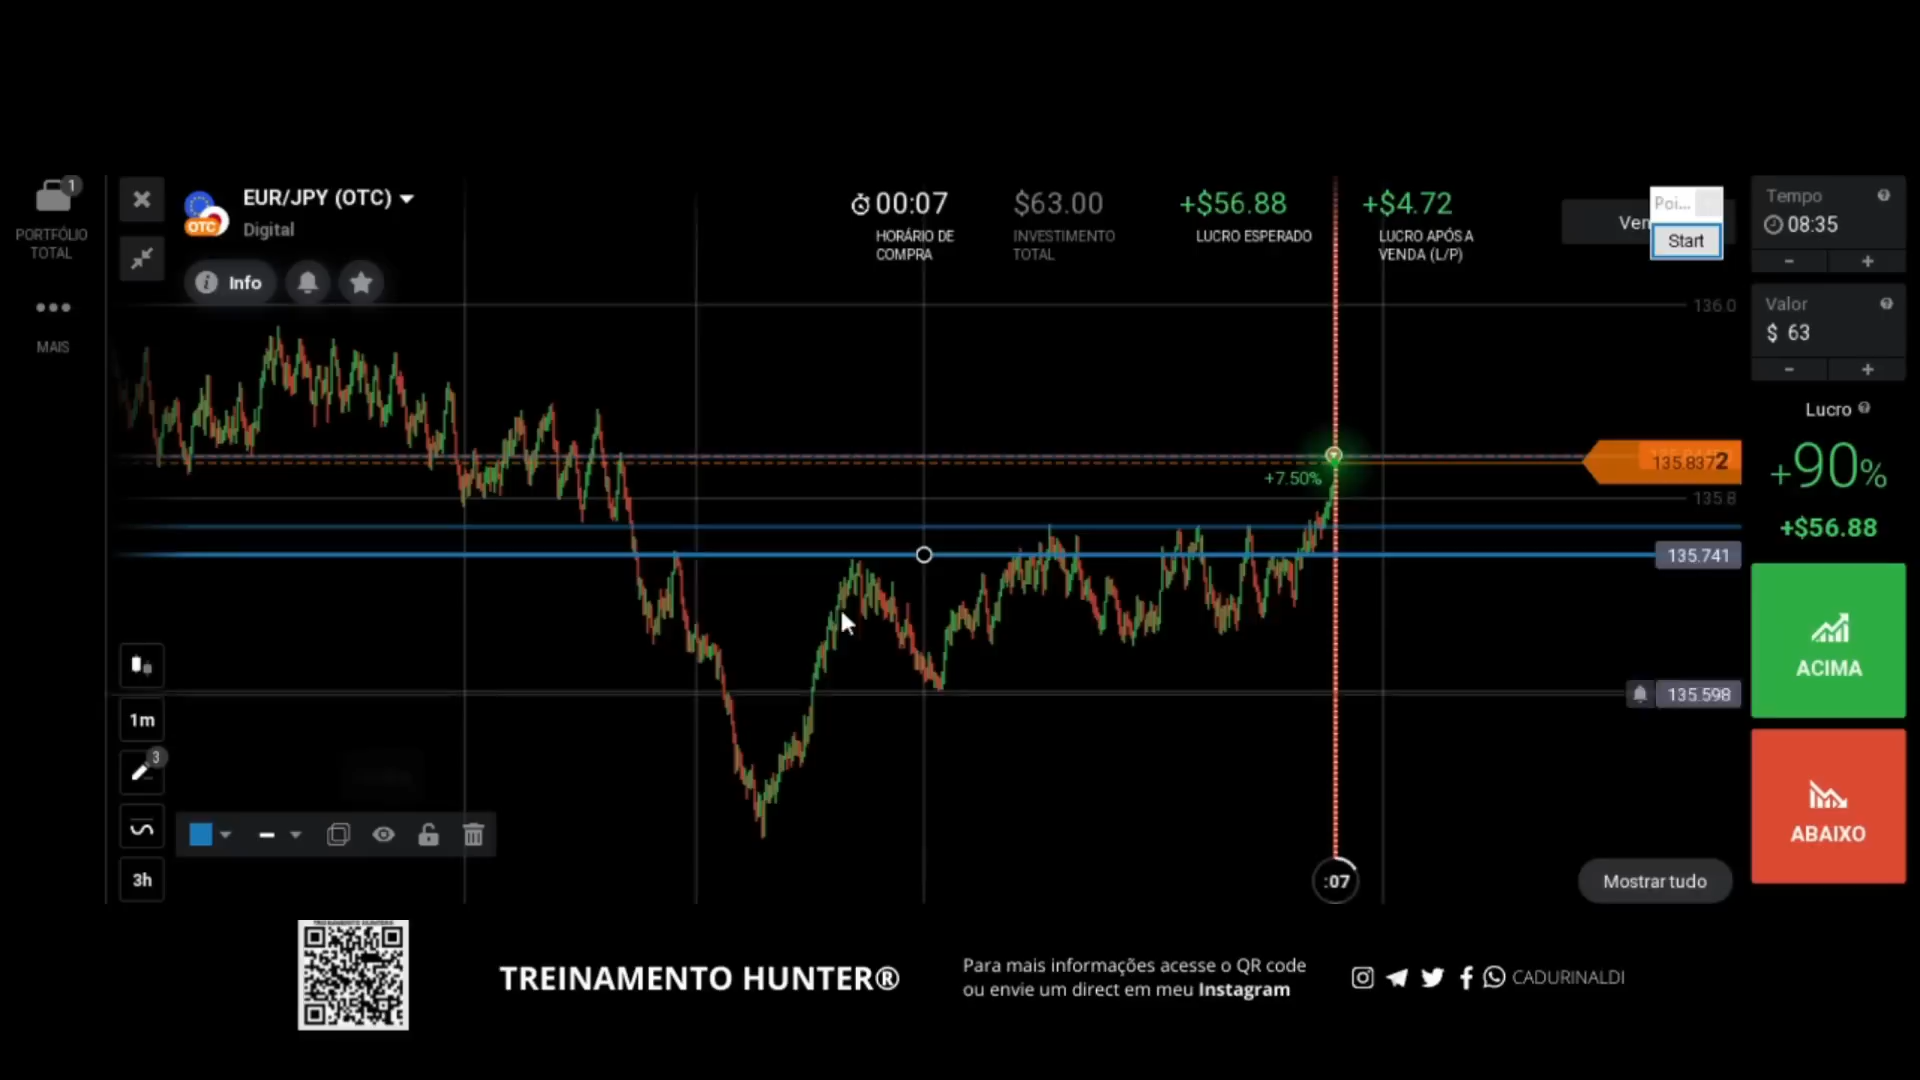 1
PORTFÓLIO
TOTAL
MAIS
EUR/JPY (OTC)
OTC
Digital
Info
00:07
HORÁRIO DE
COMPRA
$63.00
INVESTIMENTO
TOTAL
+$56.88
LUCRO ESPERADO
+$4.72
LUCRO APÓS A
VENDA (L/P)
Ven
Poi...
Start
Tempo
08:35
- +
Valor
$ 63
- +
Lucro
+90%
+$56.88
ACIMA
ABAIXO
136.0
135.8372
135.8
+7.50%
135.741
135.598
1m
3
3h
:07
Mostrar tudo
TREINAMENTO HUNTER®
Para mais informações acesse o QR code
ou envie um direct em meu Instagram
CADURINALDI